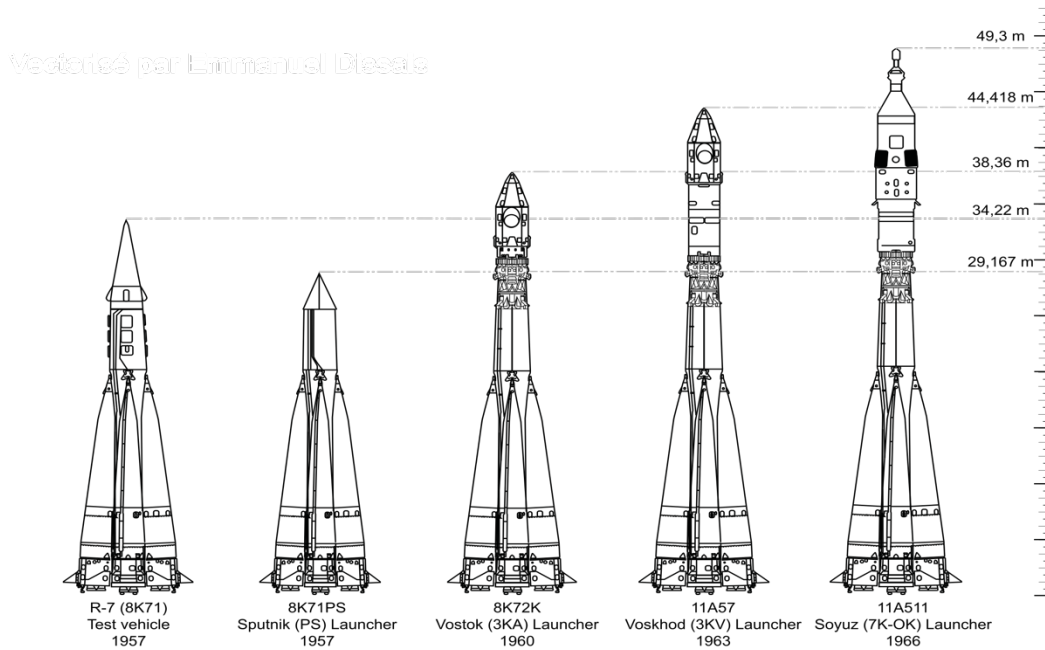 Vectorisé par Emmanuel Dissais
49,3 m
44,418 m
38,36 m
34,22 m
29,167 m
R-7 (8K71)
Test vehicle
1957
8K71PS
Sputnik (PS) Launcher
1957
8K72K
Vostok (3KA) Launcher
1960
11A57
Voskhod (3KV) Launcher
1963
11A511
Soyuz (7K-OK) Launcher
1966